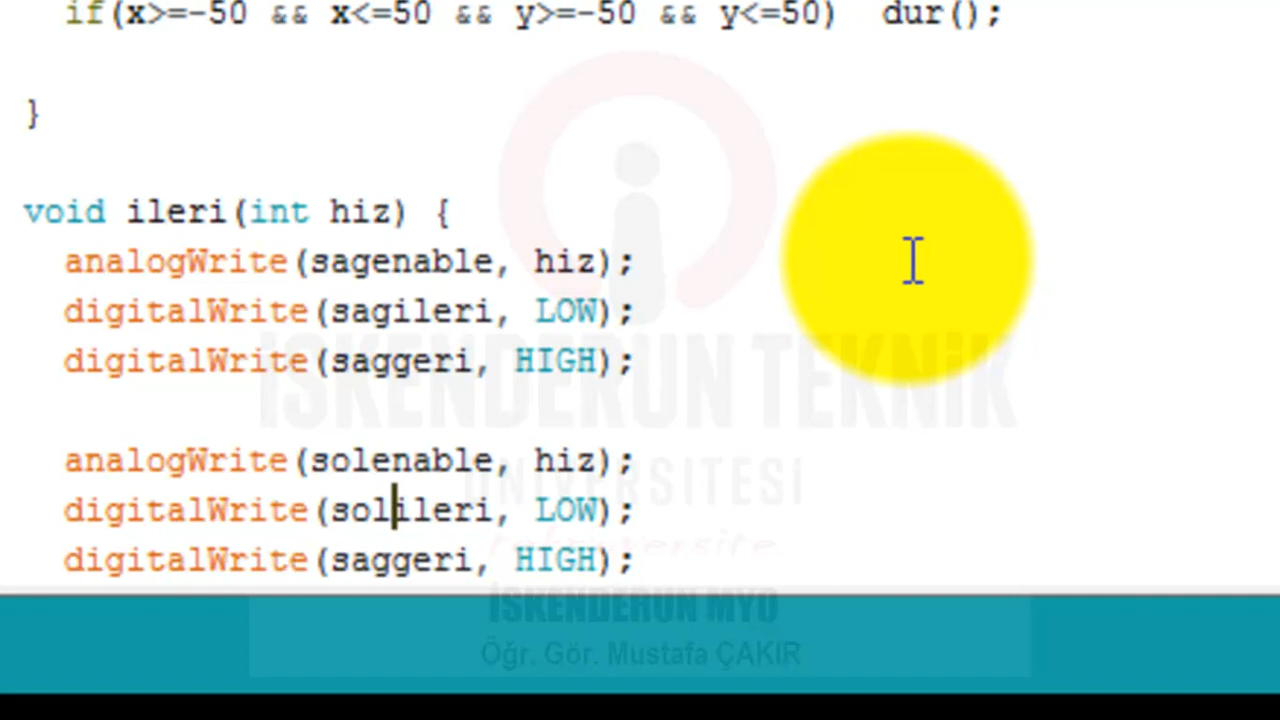 if(x>=-50 && x<=50 && y>=-50 && y<=50)  dur();
}
void ileri(int hiz) {
analogWrite(sagenable, hiz);
digitalWrite(sagileri, LOW);
digitalWrite(saggeri, HIGH);
İSKENDERUN TEKNİK
analogWrite(solenable, hiz);
ÜNİVERSİTESİ
digitalWrite(solileri, LOW);
digitalWrite(saggeri, HIGH);
İSKENDERUN MYO
Öğr. Gör. Mustafa ÇAKIR